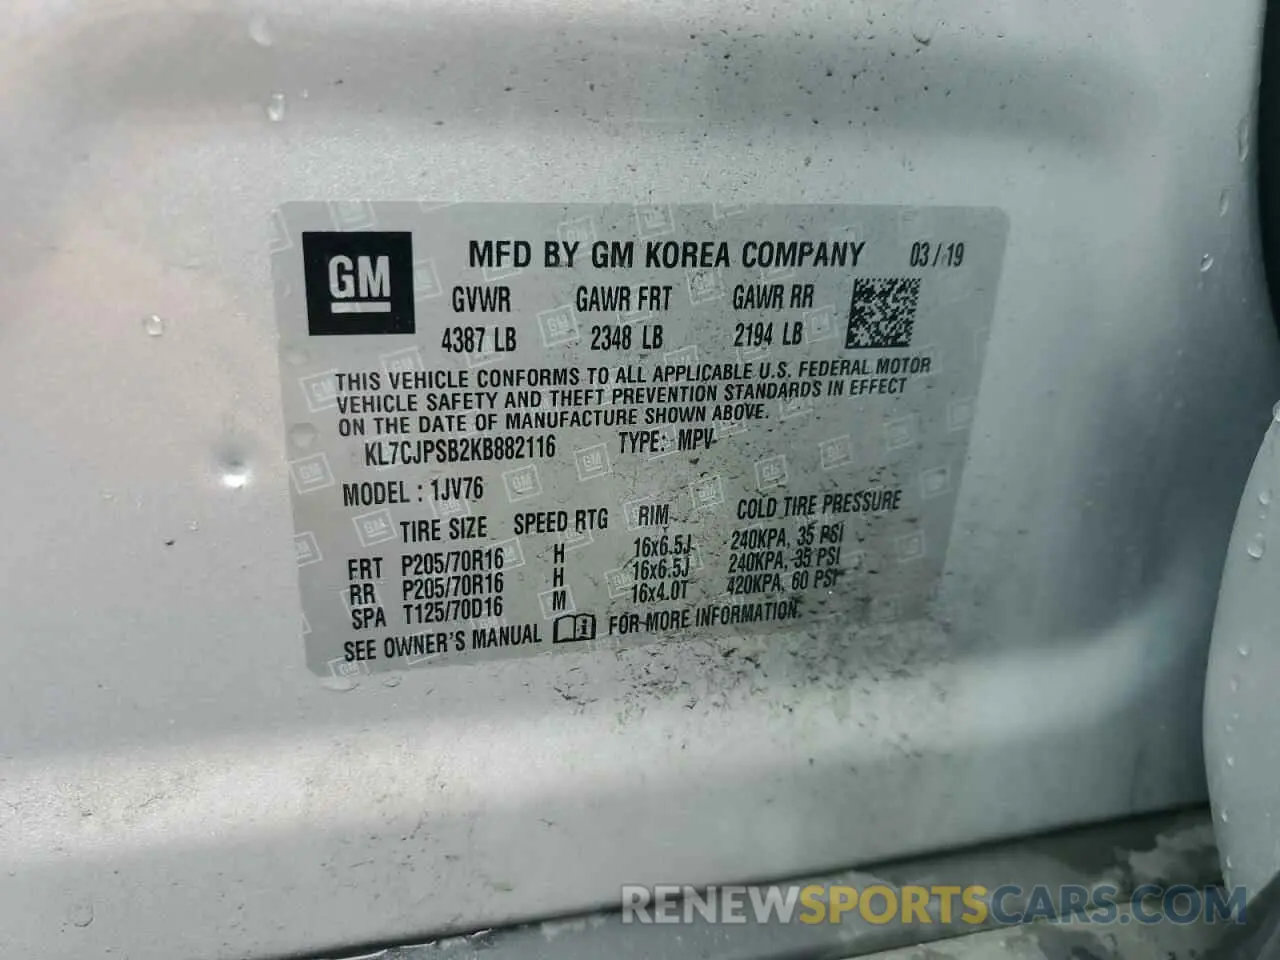 GM
MFD BY GM KOREA COMPANY 03/19
GVWR GAWR FRT GAWR RR
4387 LB 2348 LB 2194 LB
THIS VEHICLE CONFORMS TO ALL APPLICABLE U.S. FEDERAL MOTOR
VEHICLE SAFETY AND THEFT PREVENTION STANDARDS IN EFFECT
ON THE DATE OF MANUFACTURE SHOWN ABOVE.
KL7CJPSB2KB882116 TYPE: MPV
MODEL : 1JV76
TIRE SIZE SPEED RTG RIM COLD TIRE PRESSURE
FRT P205/70R16 H 16x6.5J 240KPA, 35 PSI
RR P205/70R16 H 16x6.5J 240KPA, 35 PSI
SPA T125/70D16 M 16x4.0T 420KPA, 60 PSI
SEE OWNER'S MANUAL FOR MORE INFORMATION.
RENEWSPORTSCARS.COM